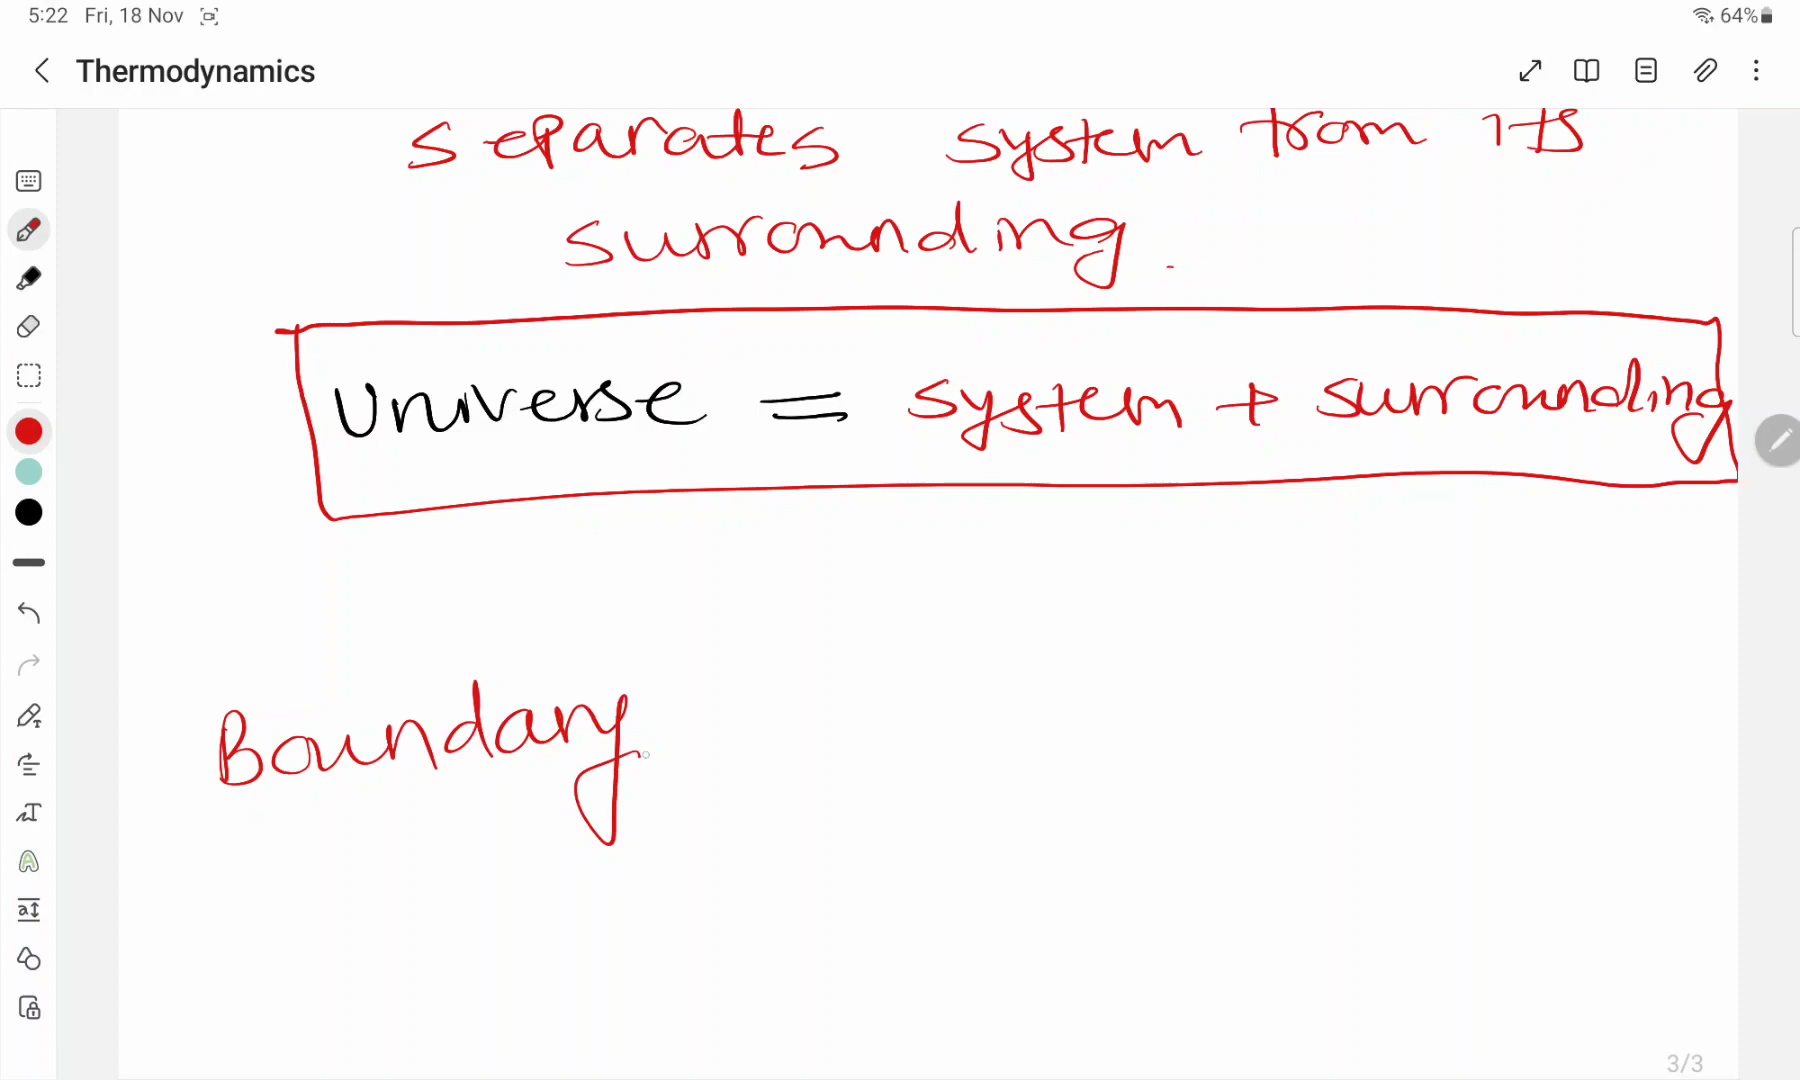 5:22 Fri, 18 Nov 64%
Thermodynamics
separates system from its
surrounding.
Universe = system + surrounding
Boundary
3/3